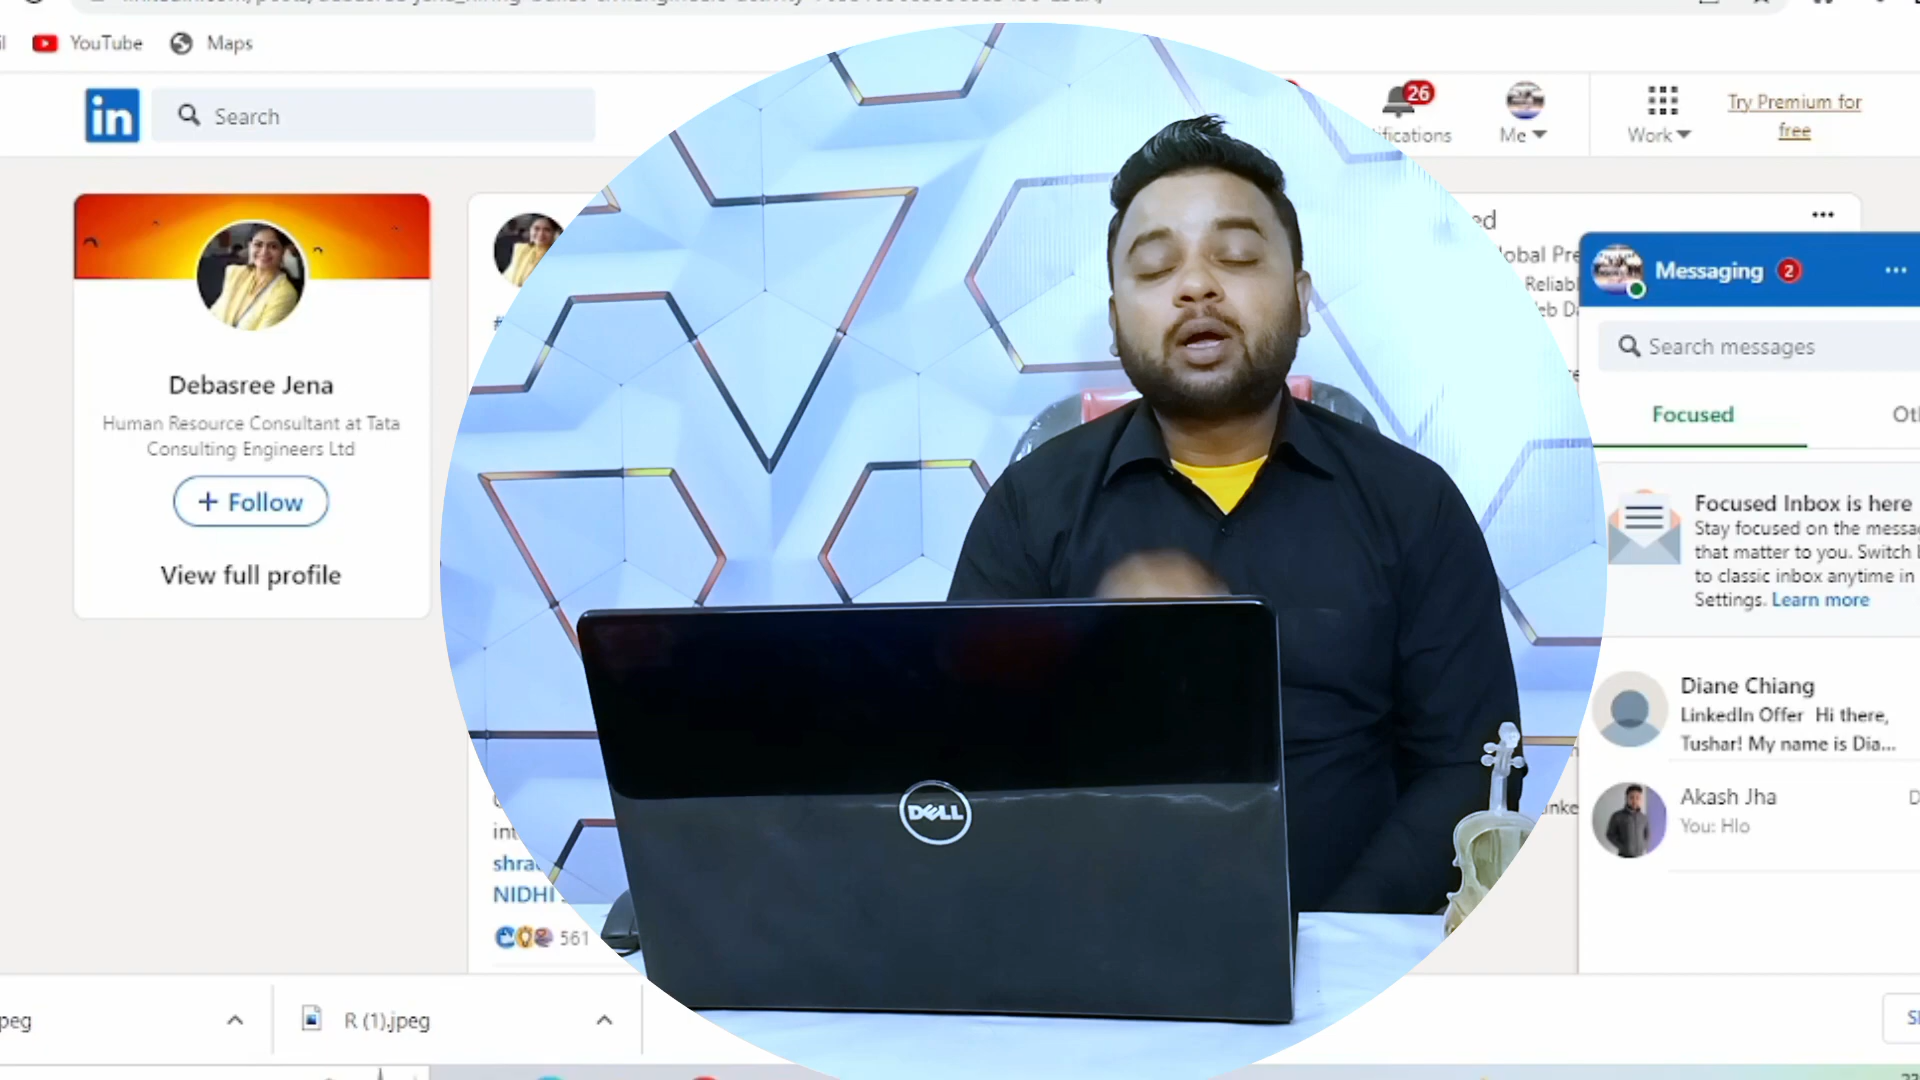 YouTube
Maps
in
Search
26
Me
Work
Try Premium for
free
Messaging
2
Search messages
Focused
Debasree Jena
Human Resource Consultant at Tata
Consulting Engineers Ltd
+ Follow
View full profile
Focused Inbox is here
Stay focused on the
that matter to you. Switch
to classic inbox anytime in
Settings. Learn more
Diane Chiang
LinkedIn Offer Hi there,
Tushar! My name is Dia...
Akash Jha
You: Hlo
DELL
NIDHI
561
R (1).jpeg